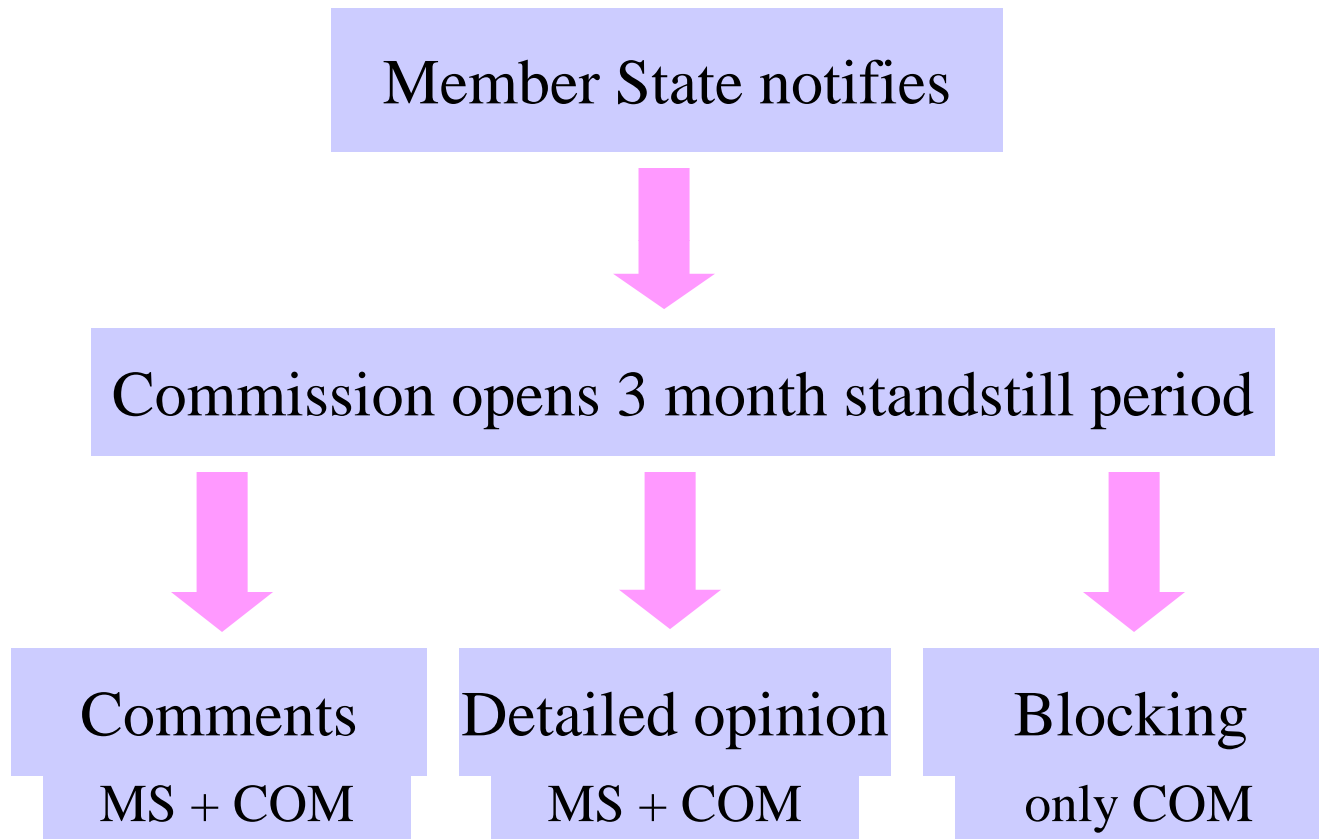 Member State notifies
Commission opens 3 month standstill period
Comments
MS + COM
Detailed opinion
MS + COM
Blocking
only COM